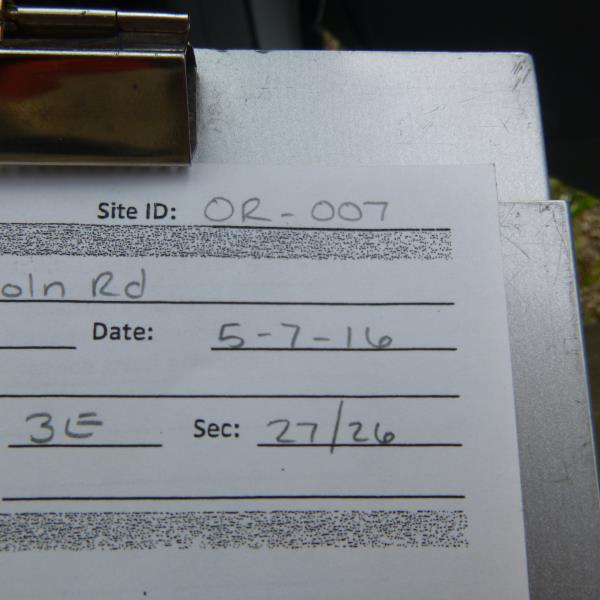 Site ID: OR-007
oln Rd
Date: 5-7-16
3E Sec: 27/26